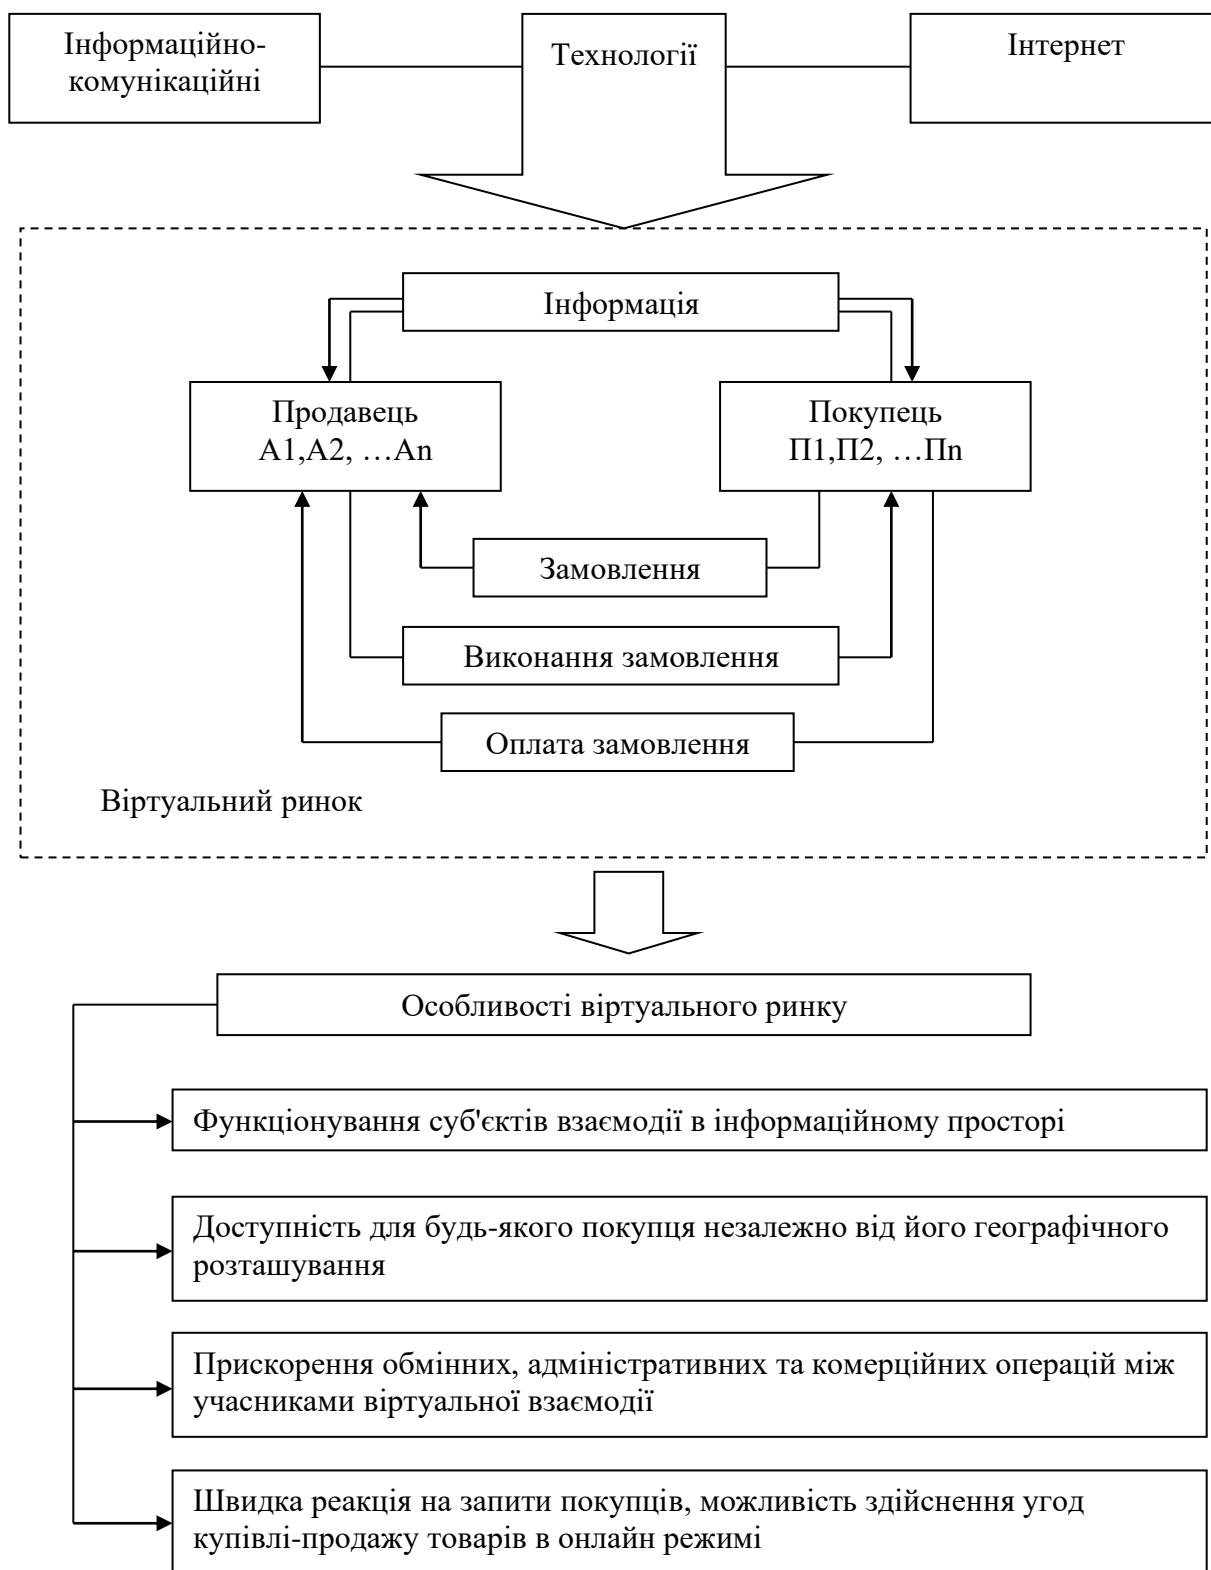 Інформаційно-
комунікаційні
Технології
Інтернет
Інформація
Продавець
А1,А2, …Аn
Покупець
П1,П2, …Пn
Замовлення
Виконання замовлення
Оплата замовлення
Віртуальний ринок
Особливості віртуального ринку
Функціонування суб'єктів взаємодії в інформаційному просторі
Доступність для будь-якого покупця незалежно від його географічного
розташування
Прискорення обмінних, адміністративних та комерційних операцій між
учасниками віртуальної взаємодії
Швидка реакція на запити покупців, можливість здійснення угод
купівлі-продажу товарів в онлайн режимі